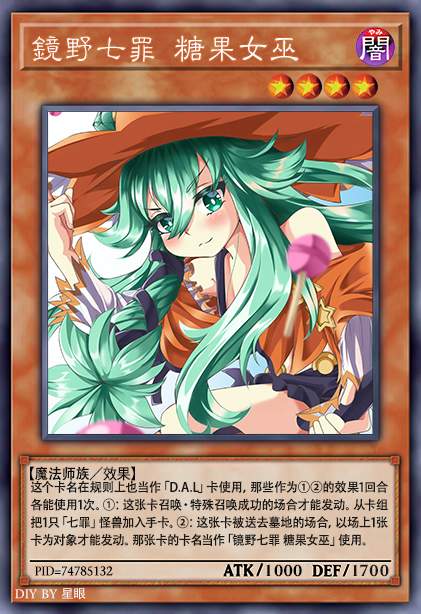 鏡野七罪 糖果女巫
やみ
闇
【魔法师族／效果】
这个卡名在规则上也当作「D.A.L」卡使用，那些作为①②的效果1回合
各能使用1次。①：这张卡召唤·特殊召唤成功的场合才能发动。从卡组
把1只「七罪」怪兽加入手卡。②：这张卡被送去墓地的场合，以场上1张
卡为对象才能发动。那张卡的卡名当作「镜野七罪 糖果女巫」使用。
PID=74785132 ATK/1000 DEF/1700
DIY BY 星眼